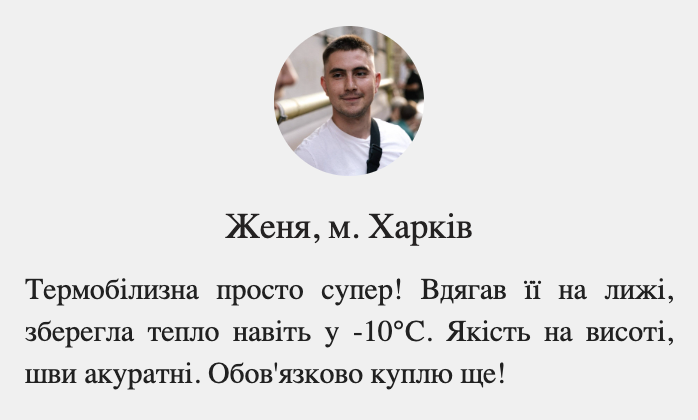 Женя, м. Харків
Термобілизна просто супер! Вдягав її на лижі,
зберегла тепло навіть у -10°C. Якість на висоті,
шви акуратні. Обов'язково куплю ще!